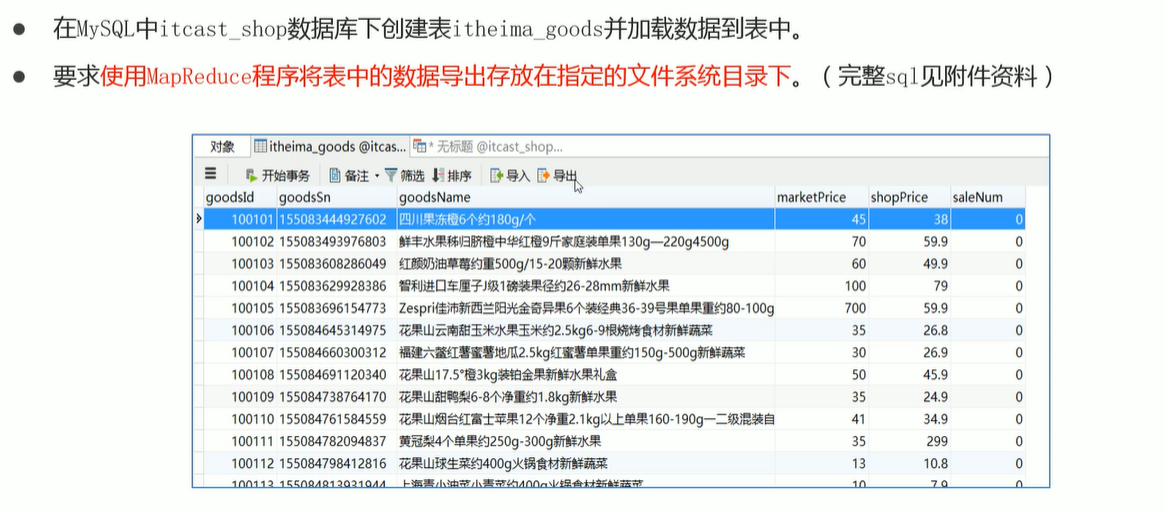 ● 在MySQL中itcast_shop数据库下创建表itheima_goods并加载数据到表中。
● 要求使用MapReduce程序将表中的数据导出存放在指定的文件系统目录下。（完整sql见附件资料）
对象 itheima_goods @itcas... * 无标题 @itcast_shop...
开始事务 备注 筛选 排序 导入 导出
goodsId goodsSn goodsName marketPrice shopPrice saleNum
100101 155083444927602 四川果冻橙6个约180g/个 45 38 0
100102 155083493976803 鲜丰水果秭归脐橙中华红橙9斤家庭装单果130g—220g4500g 70 59.9 0
100103 155083608286049 红颜奶油草莓约重500g/15-20颗新鲜水果 60 49.9 0
100104 155083629928386 智利进口车厘子J级1磅装果径约26-28mm新鲜水果 100 79 0
100105 155083696154773 Zespri佳沛新西兰阳光金奇异果6个装经典36-39号果单果重约80-100g 700 59.9 0
100106 155084645314975 花果山云南甜玉米水果玉米约2.5kg6-9根烧烤食材新鲜蔬菜 35 26.8 0
100107 155084660300312 福建六鳌红薯蜜薯地瓜2.5kg红蜜薯单果重约150g-500g新鲜蔬菜 30 26.9 0
100108 155084691120340 花果山17.5°橙3kg装铂金果新鲜水果礼盒 50 45.9 0
100109 155084738764170 花果山甜鸭梨6-8个净重约1.8kg新鲜水果 35 24.9 0
100110 155084761584559 花果山烟台红富士苹果12个净重2.1kg以上单果160-190g一二级混装自 41 34.9 0
100111 155084782094837 黄冠梨4个单果约250g-300g新鲜水果 35 299 0
100112 155084798412816 花果山球生菜约400g火锅食材新鲜蔬菜 13 10.8 0
100113 155084813931944 上海青小油菜小青菜约400g火锅食材新鲜蔬菜 10 7.9 0